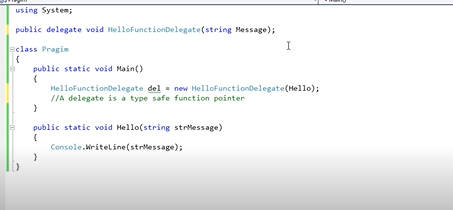 using System;
public delegate void HelloFunctionDelegate(string Message);
class Pragim
{
    public static void Main()
    {
        HelloFunctionDelegate del = new HelloFunctionDelegate(Hello);
        //A delegate is a type safe function pointer
    }
    public static void Hello(string strMessage)
    {
        Console.WriteLine(strMessage);
    }
}